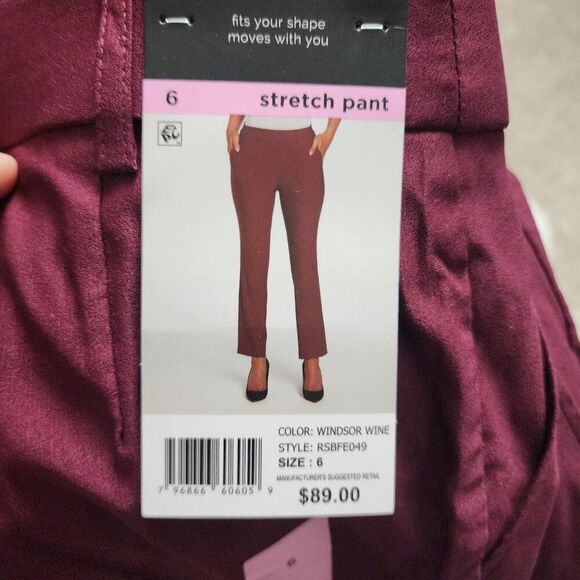 fits your shape
moves with you
6 stretch pant
COLOR: WINDSOR WINE
STYLE: RSBFE049
SIZE : 6
MANUFACTURER'S SUGGESTED RETAIL
$89.00
7 96866 60605 9